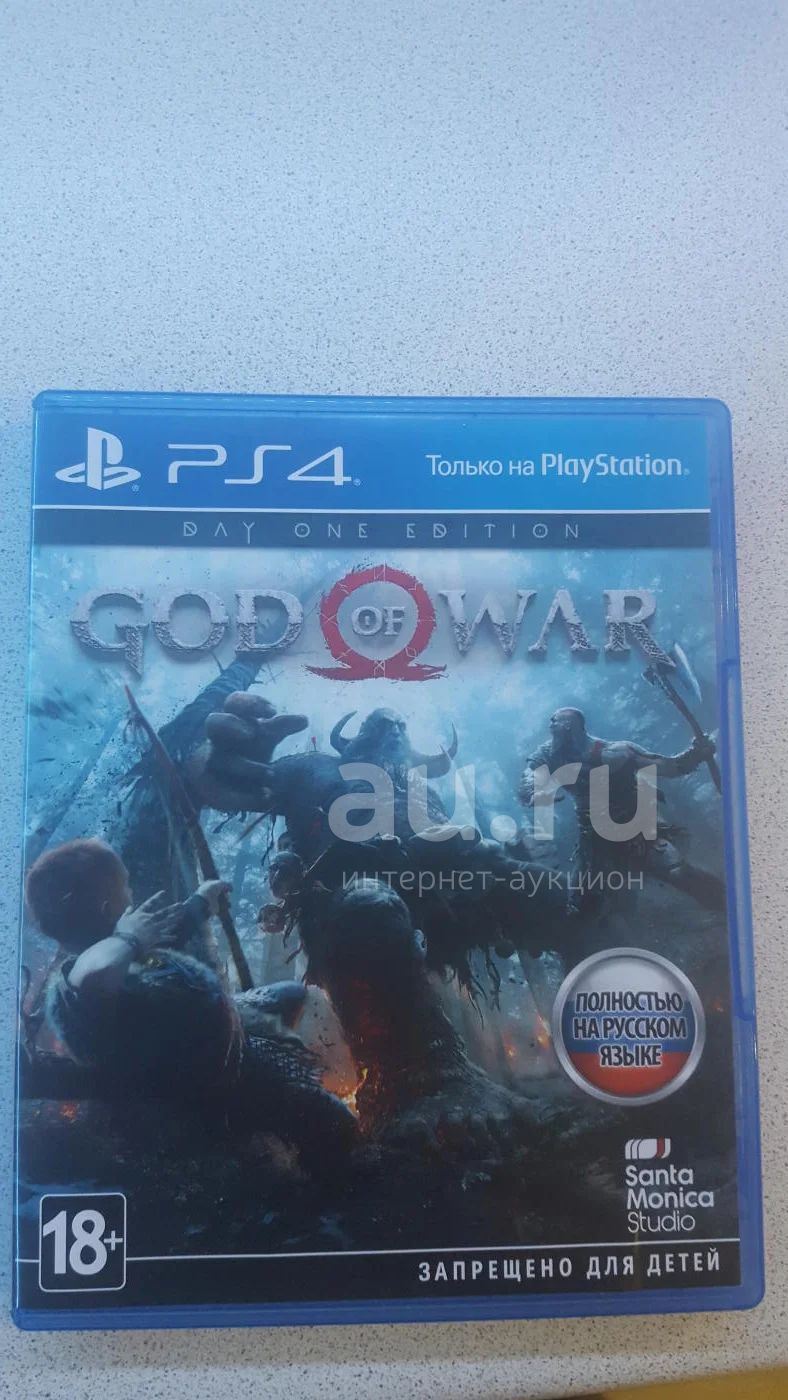 PS4
Только на PlayStation
DAY ONE EDITION
GOD OF WAR
au.ru
интернет-аукцион
ПОЛНОСТЬЮ
НА РУССКОМ
ЯЗЫКЕ
Santa
Monica
Studio
18+
ЗАПРЕЩЕНО ДЛЯ ДЕТЕЙ